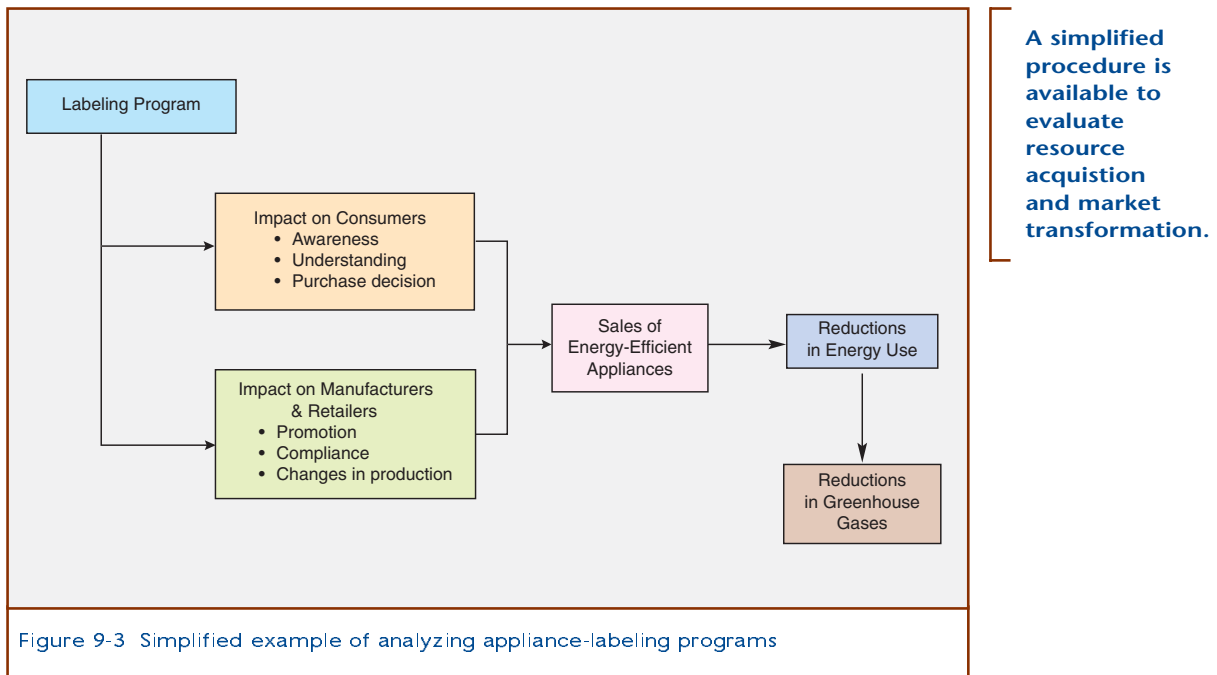 Labeling Program
Impact on Consumers
• Awareness
• Understanding
• Purchase decision
Impact on Manufacturers
& Retailers
• Promotion
• Compliance
• Changes in production
Sales of
Energy-Efficient
Appliances
Reductions
in Energy Use
Reductions
in Greenhouse
Gases
Figure 9-3 Simplified example of analyzing appliance-labeling programs
A simplified
procedure is
available to
evaluate
resource
acquistion
and market
transformation.